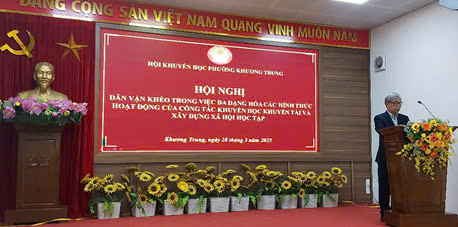 ĐẢNG CỘNG SẢN VIỆT NAM QUANG VINH MUÔN NĂM
HỘI KHUYẾN HỌC PHƯỜNG KHƯƠNG TRUNG
HỘI NGHỊ
DÂN VẬN KHÉO TRONG VIỆC ĐA DẠNG HÓA CÁC HÌNH THỨC
HOẠT ĐỘNG CỦA CÔNG TÁC KHUYẾN HỌC KHUYẾN TÀI VÀ
XÂY DỰNG XÃ HỘI HỌC TẬP
Khương Trung, ngày 28 tháng 3 năm 2025